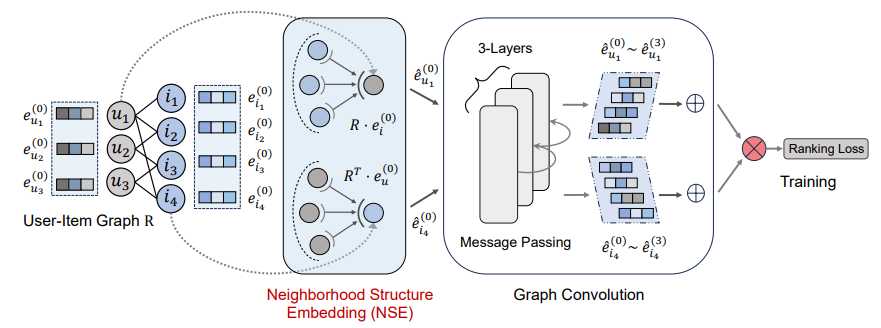 $e_{u_1}^{(0)}$
$e_{u_2}^{(0)}$
$e_{u_3}^{(0)}$
$u_1$
$u_2$
$u_3$
$i_1$
$i_2$
$i_3$
$i_4$
$e_{i_1}^{(0)}$
$e_{i_2}^{(0)}$
$e_{i_3}^{(0)}$
$e_{i_4}^{(0)}$
User-Item Graph R
$R \cdot e_i^{(0)}$
$R^T \cdot e_u^{(0)}$
Neighborhood Structure
Embedding (NSE)
$\hat{e}_{u_1}^{(0)}$
$\hat{e}_{i_4}^{(0)}$
3-Layers
Message Passing
$\hat{e}_{u_1}^{(0)} \sim \hat{e}_{u_1}^{(3)}$
$\hat{e}_{i_4}^{(0)} \sim \hat{e}_{i_4}^{(3)}$
Graph Convolution
Ranking Loss
Training